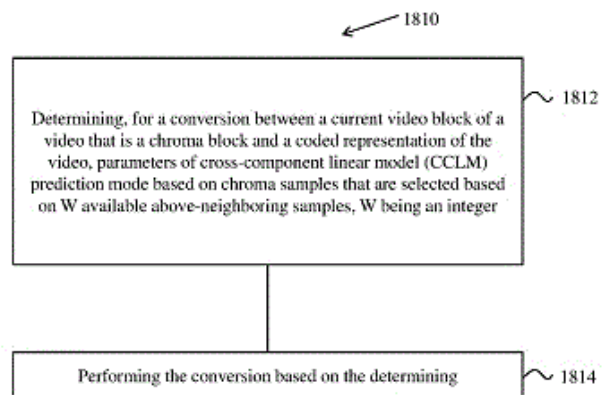 1810
1812
Determining, for a conversion between a current video block of a
video that is a chroma block and a coded representation of the
video, parameters of cross-component linear model (CCLM)
prediction mode based on chroma samples that are selected based
on W available above-neighboring samples, W being an integer
Performing the conversion based on the determining
1814